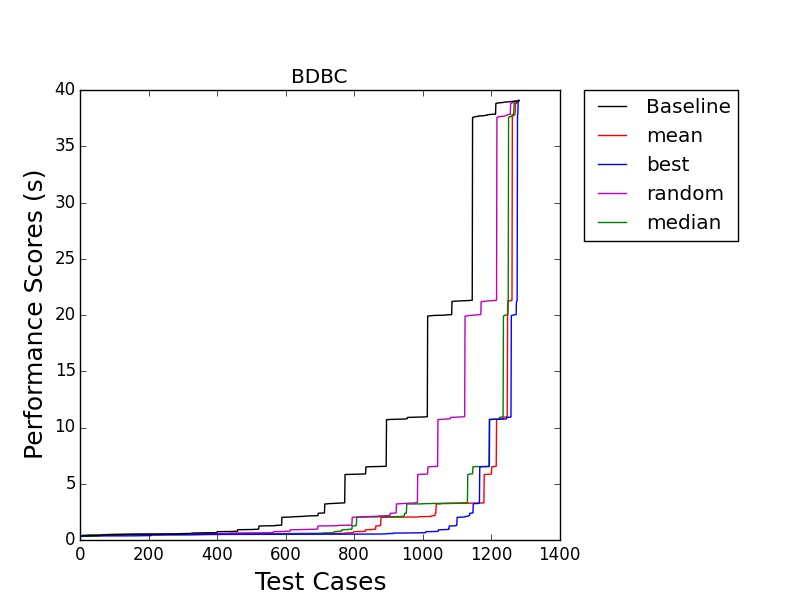 BDBC
40
35
30
25
20
15
10
5
0
Performance Scores (s)
0 200 400 600 800 1000 1200 1400
Test Cases
Baseline
mean
best
random
median